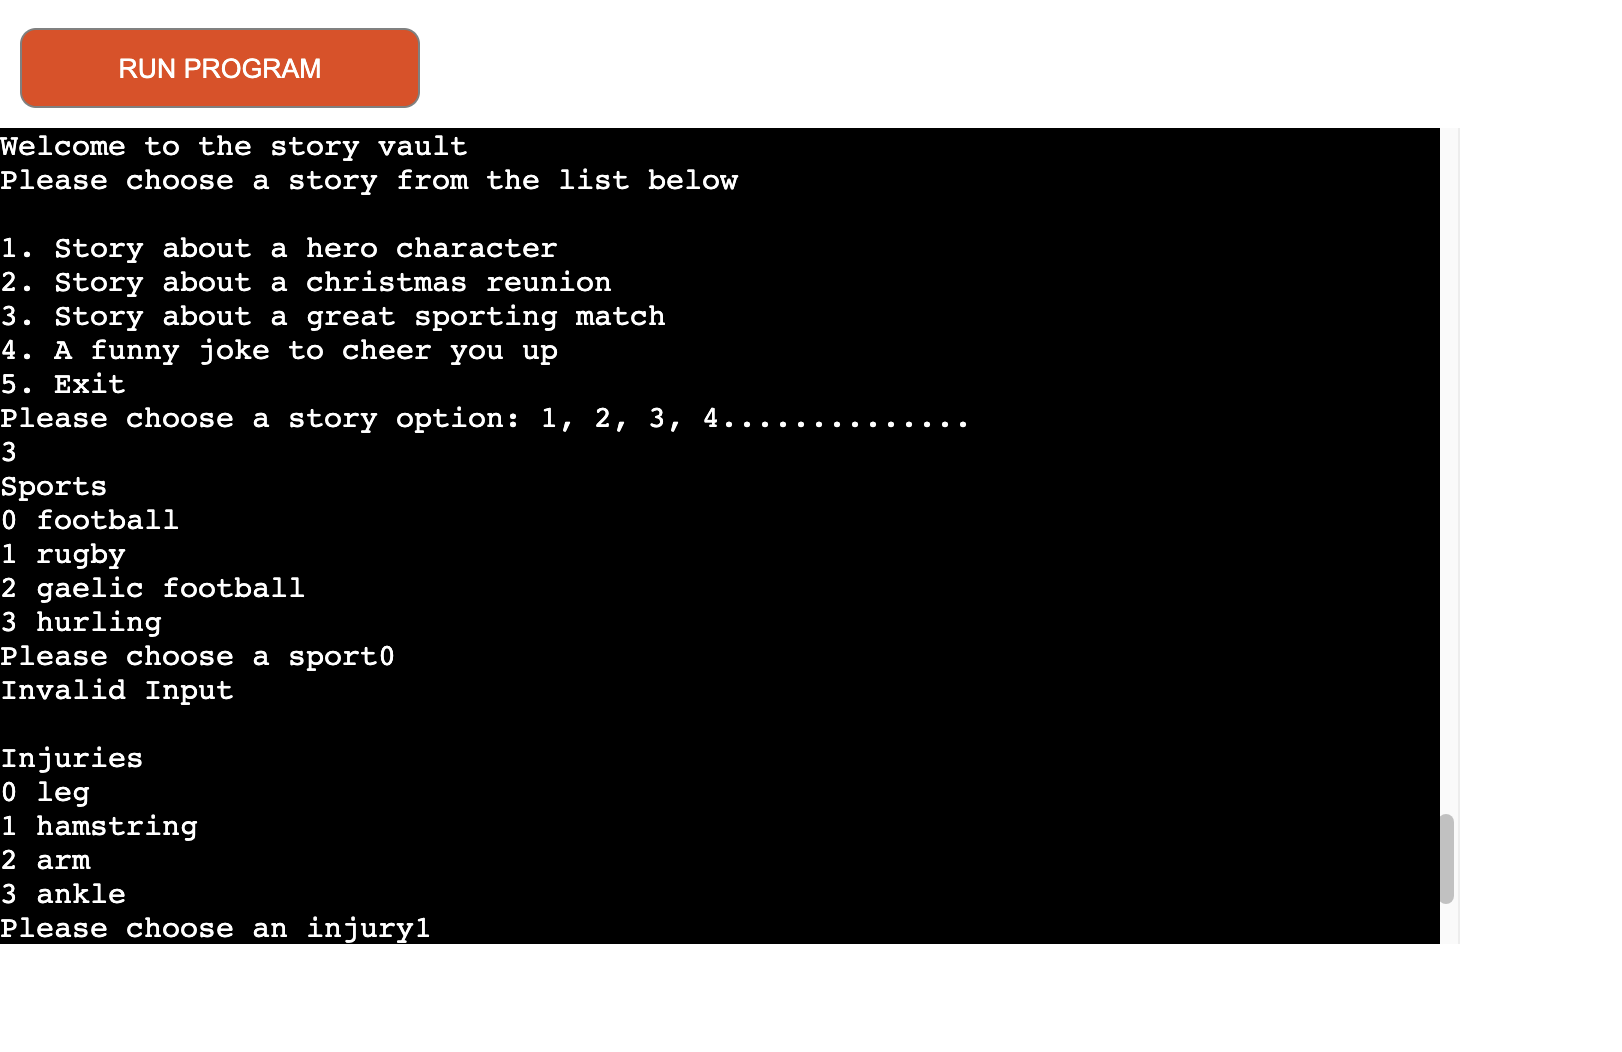 RUN PROGRAM
Welcome to the story vault
Please choose a story from the list below
1. Story about a hero character
2. Story about a christmas reunion
3. Story about a great sporting match
4. A funny joke to cheer you up
5. Exit
Please choose a story option: 1, 2, 3, 4..............
3
Sports
0 football
1 rugby
2 gaelic football
3 hurling
Please choose a sport0
Invalid Input
Injuries
0 leg
1 hamstring
2 arm
3 ankle
Please choose an injury1